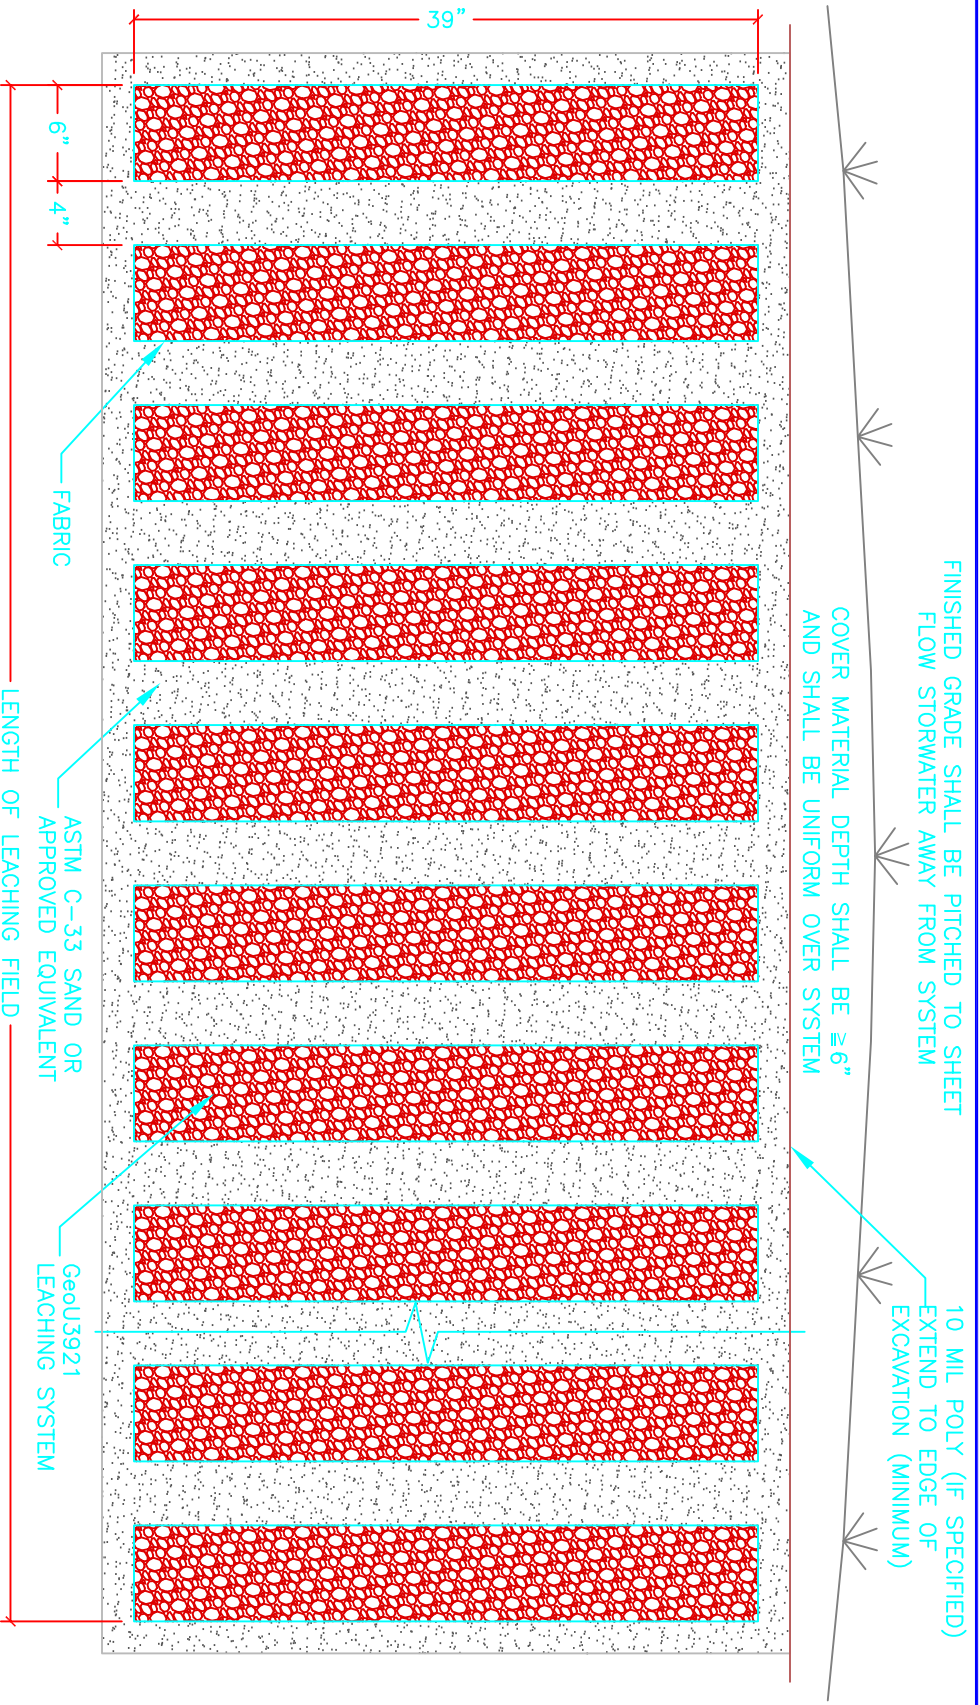 FINISHED GRADE SHALL BE PITCHED TO SHEET
FLOW STORWATER AWAY FROM SYSTEM
10 MIL POLY (IF SPECIFIED)
EXTEND TO EDGE OF
EXCAVATION (MINIMUM)
COVER MATERIAL DEPTH SHALL BE ≥6"
AND SHALL BE UNIFORM OVER SYSTEM
39"
6"
4"
FABRIC
ASTM C-33 SAND OR
APPROVED EQUIVALENT
GeoU3921
LEACHING SYSTEM
LENGTH OF LEACHING FIELD